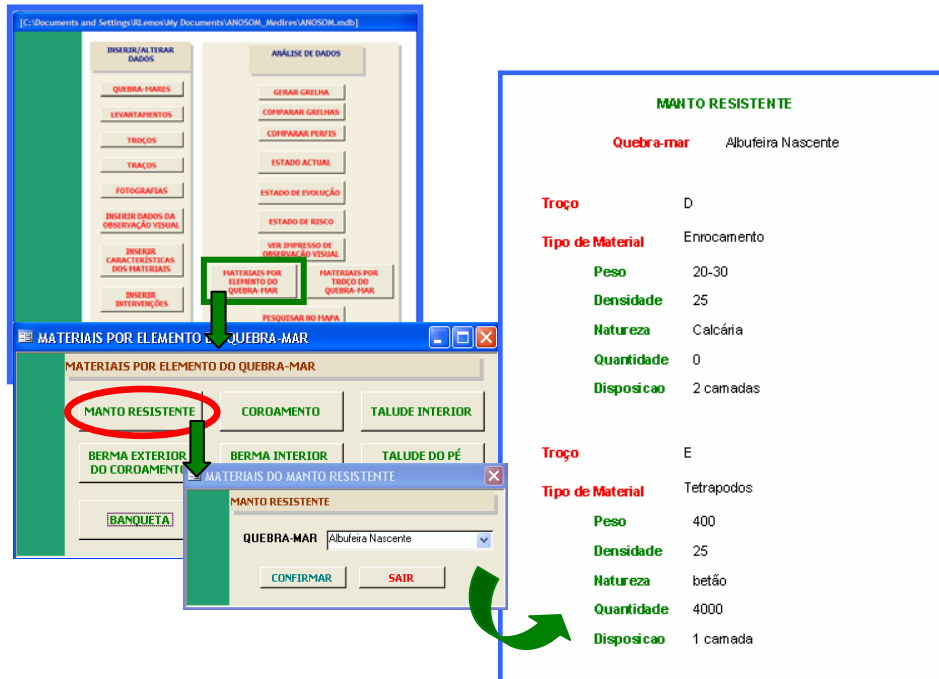 [C:\Documents and Settings\RLemos\My Documents\ANOSOM_Medires\ANOSOM.mdb]
INSERIR/ALTERAR
DADOS
QUEBRA-MARES
LEVANTAMENTOS
TROÇOS
TRAÇOS
FOTOGRAFIAS
INSERIR DADOS DA
OBSERVAÇÃO VISUAL
INSERIR
CARACTERÍSTICAS
DOS MATERIAIS
INSERIR
INTERVENÇÕES
ANÁLISE DE DADOS
GERAR GRELHA
COMPARAR GRELHAS
COMPARAR PERFIS
ESTADO ACTUAL
ESTADO DE EVOLUÇÃO
ESTADO DE RISCO
VER IMPRESSO DE
OBSERVAÇÃO VISUAL
MATERIAIS POR
ELEMENTO DO
QUEBRA-MAR
MATERIAIS POR
TROÇO DO
QUEBRA-MAR
PESQUISAR NO MAPA
MATERIAIS POR ELEMENTO DO QUEBRA-MAR
MATERIAIS POR ELEMENTO DO QUEBRA-MAR
MANTO RESISTENTE
COROAMENTO
TALUDE INTERIOR
BERMA EXTERIOR
DO COROAMENTO
BERMA INTERIOR
TALUDE DO PÉ
BANQUETA
MATERIAIS DO MANTO RESISTENTE
MANTO RESISTENTE
QUEBRA-MAR Albufeira Nascente
CONFIRMAR SAIR
MANTO RESISTENTE
Quebra-mar Albufeira Nascente
Troço D
Tipo de Material Enrocamento
Peso 20-30
Densidade 25
Natureza Calcária
Quantidade 0
Disposicao 2 camadas
Troço E
Tipo de Material Tetrapodos
Peso 400
Densidade 25
Natureza betão
Quantidade 4000
Disposicao 1 camada